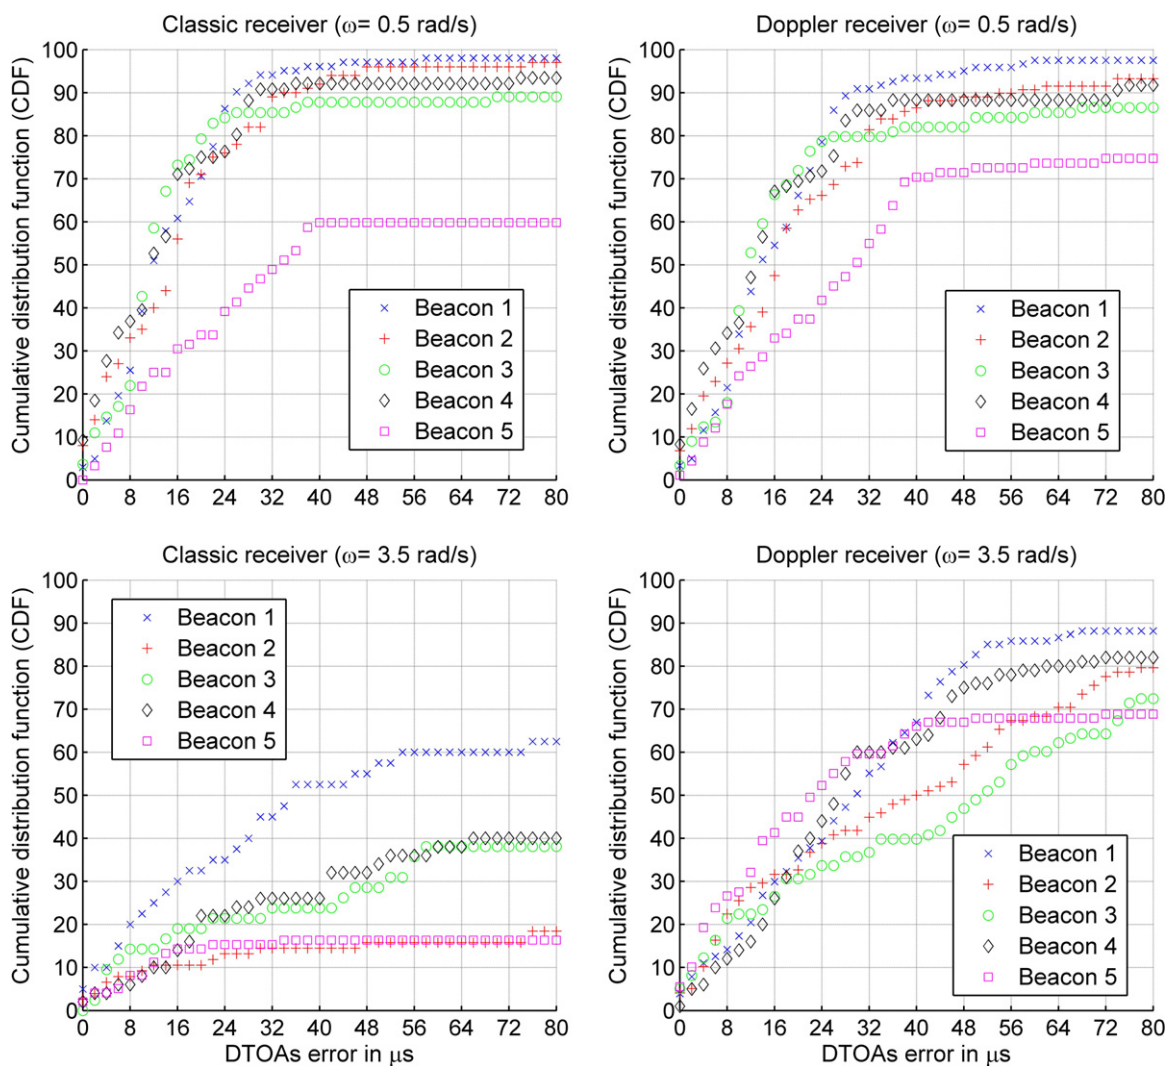 Classic receiver (ω= 0.5 rad/s)
Cumulative distribution function (CDF)
100
90
80
70
60
50
40
30
20
10
0
0 8 16 24 32 40 48 56 64 72 80
Beacon 1
Beacon 2
Beacon 3
Beacon 4
Beacon 5
Doppler receiver (ω= 0.5 rad/s)
Cumulative distribution function (CDF)
100
90
80
70
60
50
40
30
20
10
0
0 8 16 24 32 40 48 56 64 72 80
Beacon 1
Beacon 2
Beacon 3
Beacon 4
Beacon 5
Classic receiver (ω= 3.5 rad/s)
Cumulative distribution function (CDF)
100
90
80
70
60
50
40
30
20
10
0
0 8 16 24 32 40 48 56 64 72 80
DTOAs error in μs
Beacon 1
Beacon 2
Beacon 3
Beacon 4
Beacon 5
Doppler receiver (ω= 3.5 rad/s)
Cumulative distribution function (CDF)
100
90
80
70
60
50
40
30
20
10
0
0 8 16 24 32 40 48 56 64 72 80
DTOAs error in μs
Beacon 1
Beacon 2
Beacon 3
Beacon 4
Beacon 5